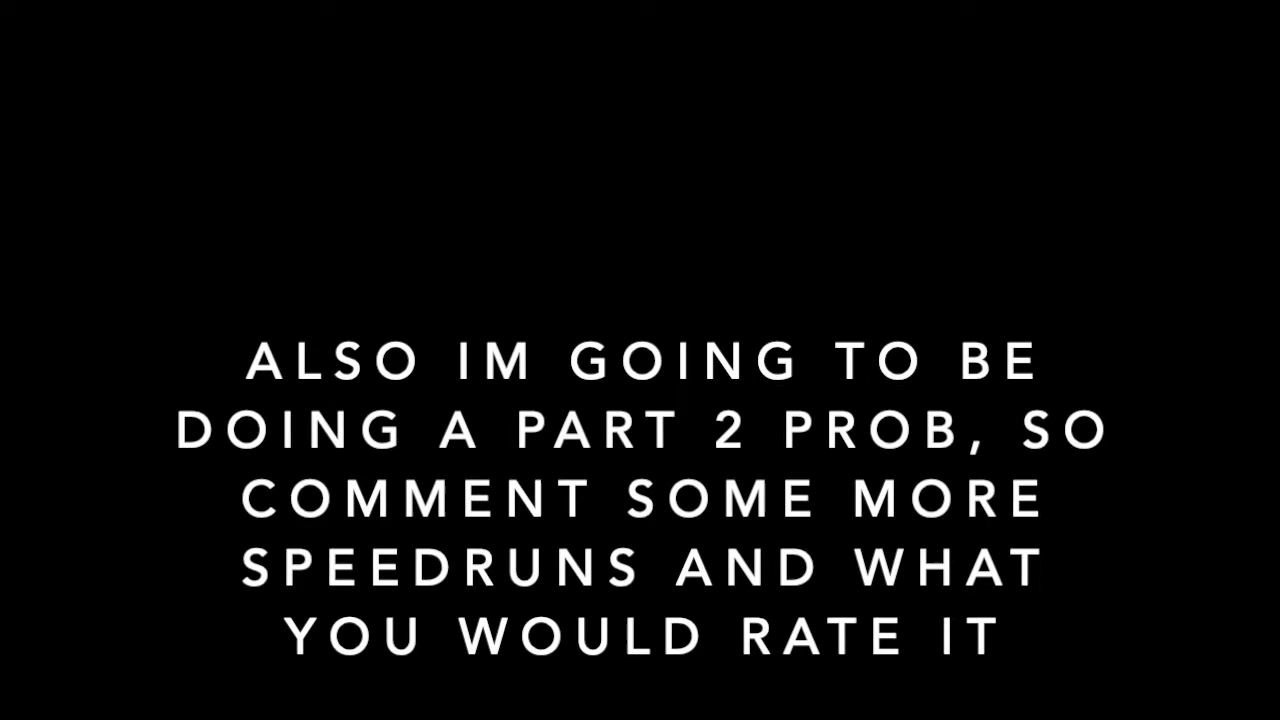 ALSO IM GOING TO BE
DOING A PART 2 PROB, SO
COMMENT SOME MORE
SPEEDRUNS AND WHAT
YOU WOULD RATE IT